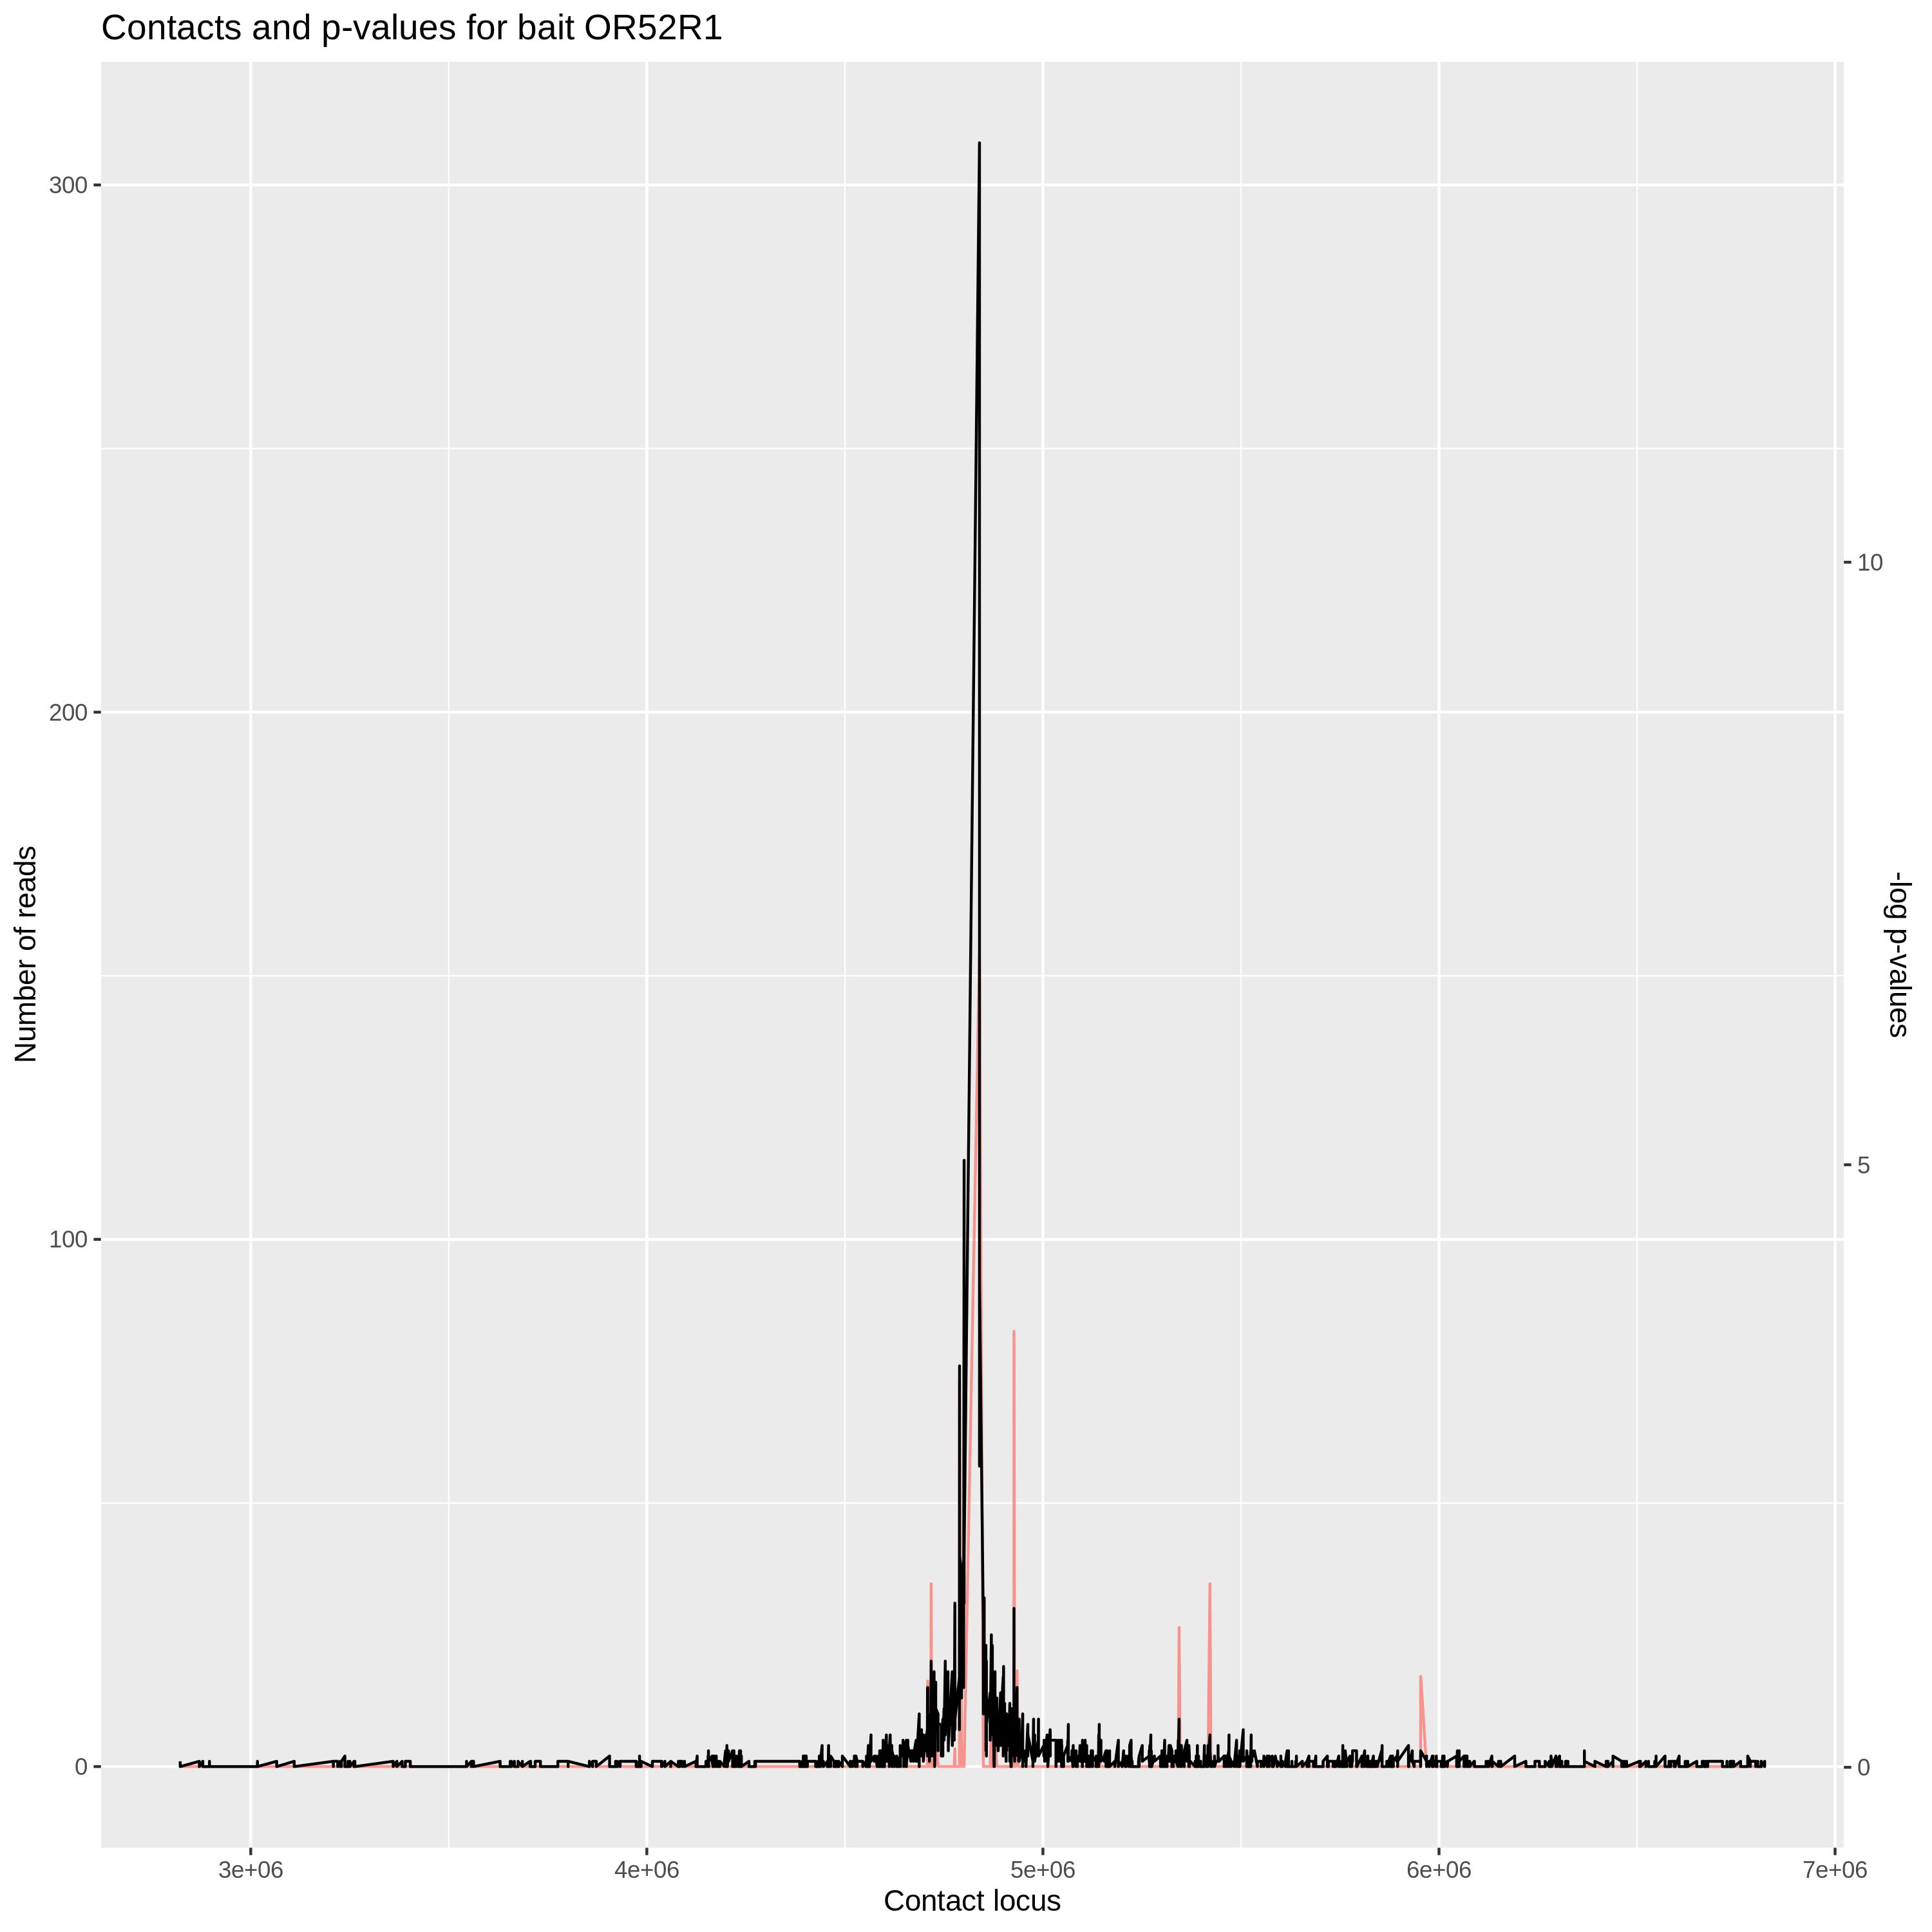 Contacts and p-values for bait OR52R1
300
200
100
0
Number of reads
10
5
0
-log p-values
3e+06
4e+06
5e+06
6e+06
7e+06
Contact locus